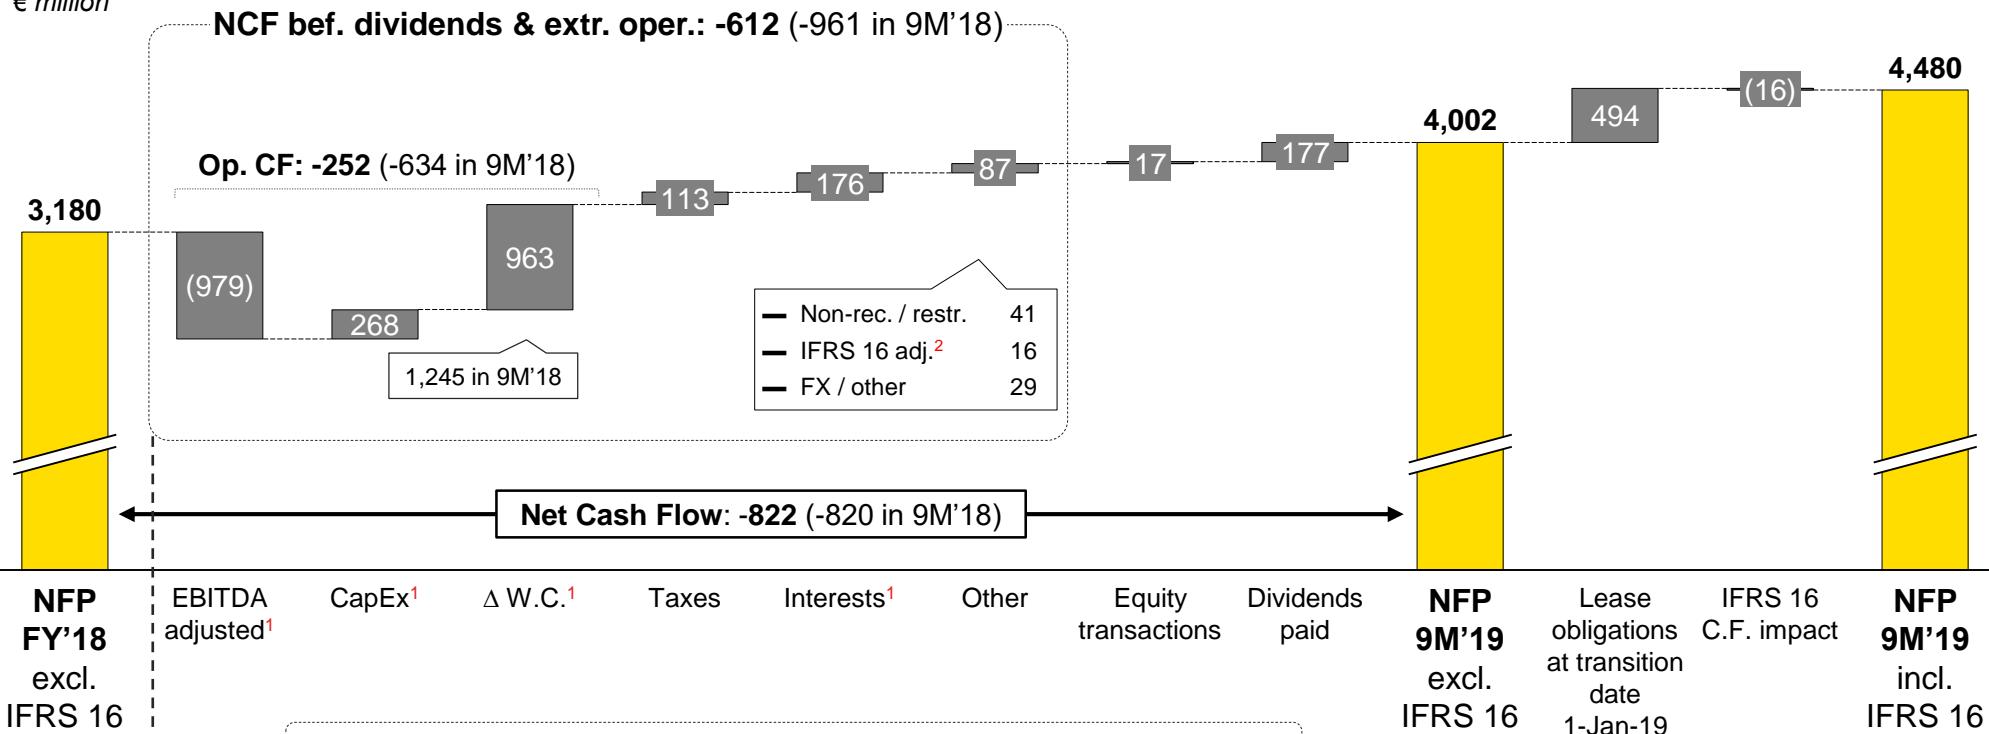 € million
NCF bef. dividends & extr. oper.: -612 (-961 in 9M’18)
Op. CF: -252 (-634 in 9M’18)
3,180
(979)
268
963
1,245 in 9M’18
113
176
87
Non-rec. / restr. 41
IFRS 16 adj.2 16
FX / other 29
17
177
4,002
494
(16)
4,480
Net Cash Flow: -822 (-820 in 9M’18)
NFP
FY’18
excl.
IFRS 16
EBITDA
adjusted1
CapEx1
Δ W.C.1
Taxes
Interests1
Other
Equity
transactions
Dividends
paid
NFP
9M’19
excl.
IFRS 16
Lease
obligations
at transition
date
1-Jan-19
IFRS 16
C.F. impact
NFP
9M’19
incl.
IFRS 16